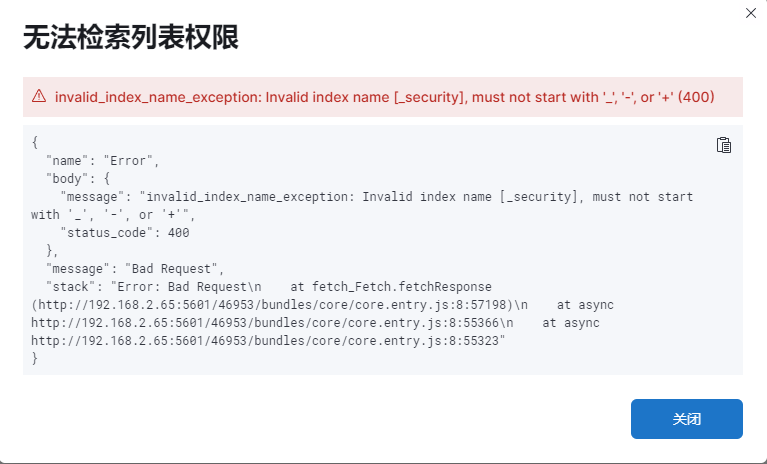 无法检索列表权限
invalid_index_name_exception: Invalid index name [_security], must not start with '_', '-', or '+' (400)
{
  "name": "Error",
  "body": {
    "message": "invalid_index_name_exception: Invalid index name [_security], must not start
with '_', '-', or '+'",
    "status_code": 400
  },
  "message": "Bad Request",
  "stack": "Error: Bad Request\n    at fetch_Fetch.fetchResponse
(http://192.168.2.65:5601/46953/bundles/core/core.entry.js:8:57198)\n    at async
http://192.168.2.65:5601/46953/bundles/core/core.entry.js:8:55366\n    at async
http://192.168.2.65:5601/46953/bundles/core/core.entry.js:8:55323"
}
关闭